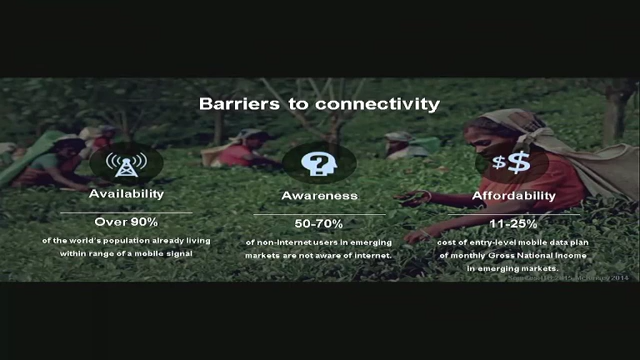 Barriers to connectivity
Availability
Over 90%
of the world's population already living
within range of a mobile signal
Awareness
50-70%
of non-internet users in emerging
markets are not aware of internet.
$$
Affordability
11-25%
cost of entry-level mobile data plan
of monthly Gross National Income
in emerging markets.
2014